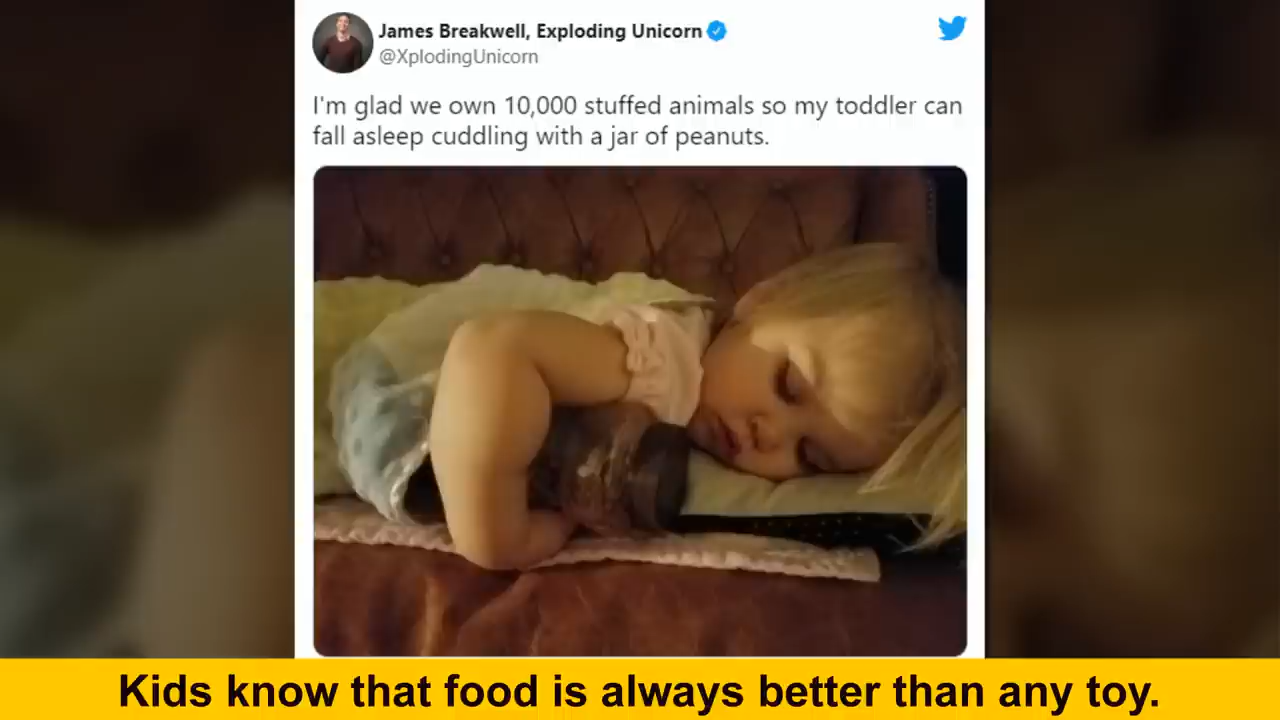 James Breakwell, Exploding Unicorn
@XplodingUnicorn
I'm glad we own 10,000 stuffed animals so my toddler can
fall asleep cuddling with a jar of peanuts.
Kids know that food is always better than any toy.